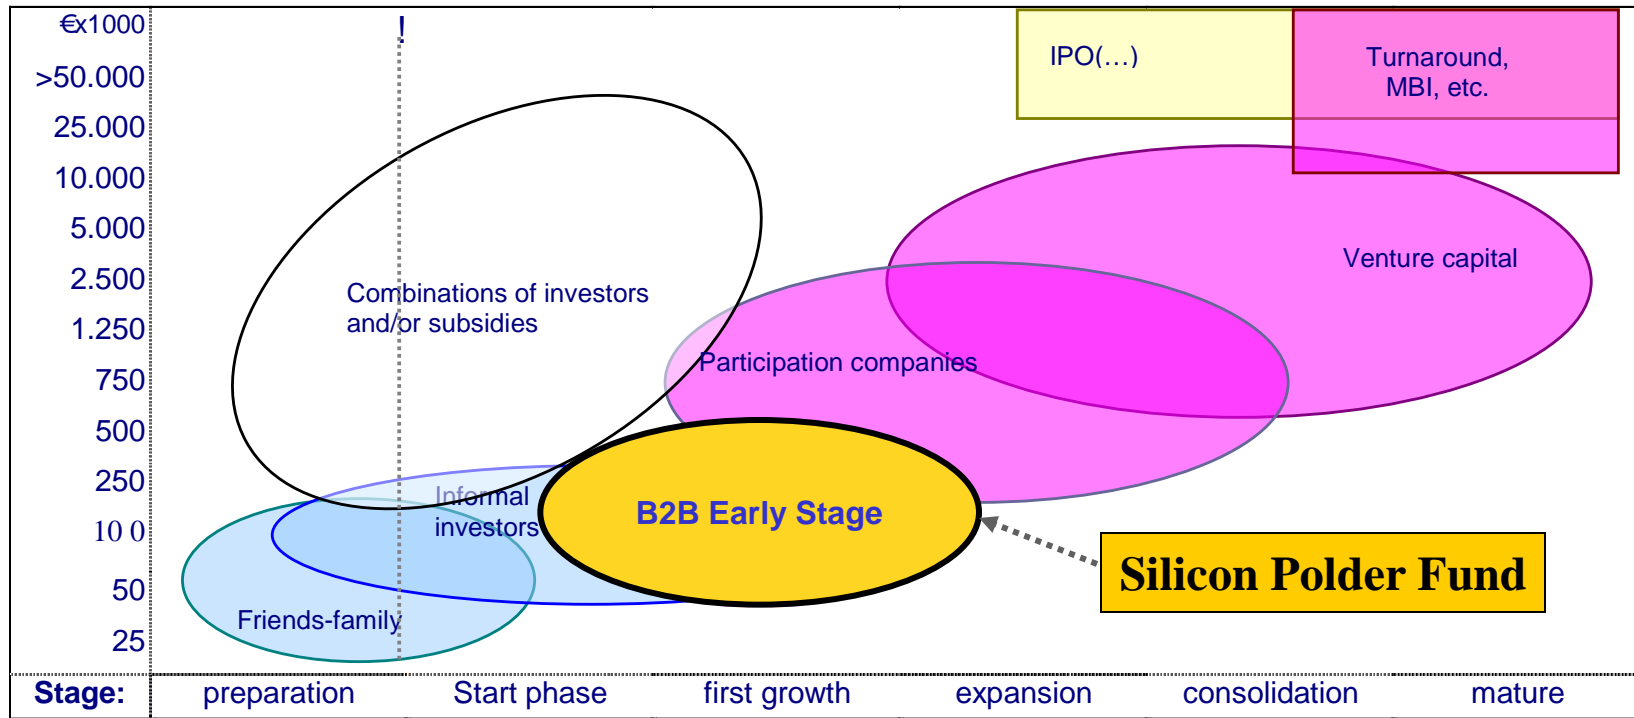 €x1000
!
>50.000
25.000
10.000
5.000
2.500
1.250
750
500
250
10 0
50
25
IPO(…)
Turnaround,
MBI, etc.
Venture capital
Combinations of investors
and/or subsidies
Participation companies
Informal
investors
B2B Early Stage
Silicon Polder Fund
Friends-family
Stage: preparation Start phase first growth expansion consolidation mature